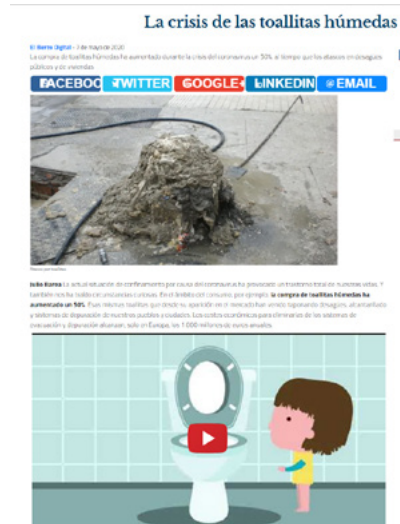 La crisis de las toallitas húmedas
El Norte Digital - 3 de mayo de 2020
La compra de toallitas húmedas ha aumentado durante la crisis del coronavirus un 50%, al tiempo que los atascos en desagües
públicos y de viviendas
FACEBOO TWITTER GOOGLE+ LINKEDIN @ EMAIL
La actual situación de confinamiento por causa del coronavirus ha provocado un trastorno total de nuestras vidas. Y
también nos ha traído circunstancias curiosas. En el ámbito del consumo, por ejemplo, la compra de toallitas húmedas ha
aumentado un 50%. Esas mismas toallitas que desde su aparición en el mercado han venido taponando desagües, alcantarillado
y sistemas de depuración de nuestros pueblos y ciudades. Los costes económicos para eliminarlas de los sistemas de
evacuación y depuración alcanzan, solo en Europa, los 1.000 millones de euros anuales.